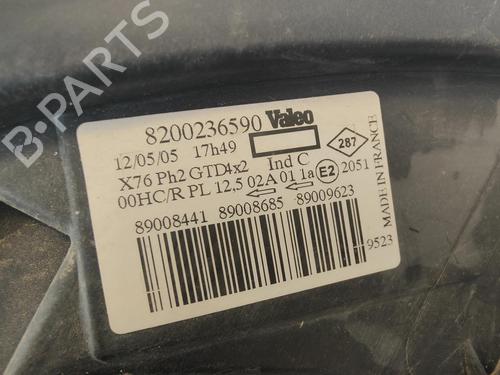 B-PARTS
8200236590 Valeo
12/05/05 17h49
X76 Ph2 GTD4x2 Ind C
287
00HC/R PL 12,5 02A 01 1a E2 2051
89008441 89008685 89009623
9523
MADE IN FRANCE